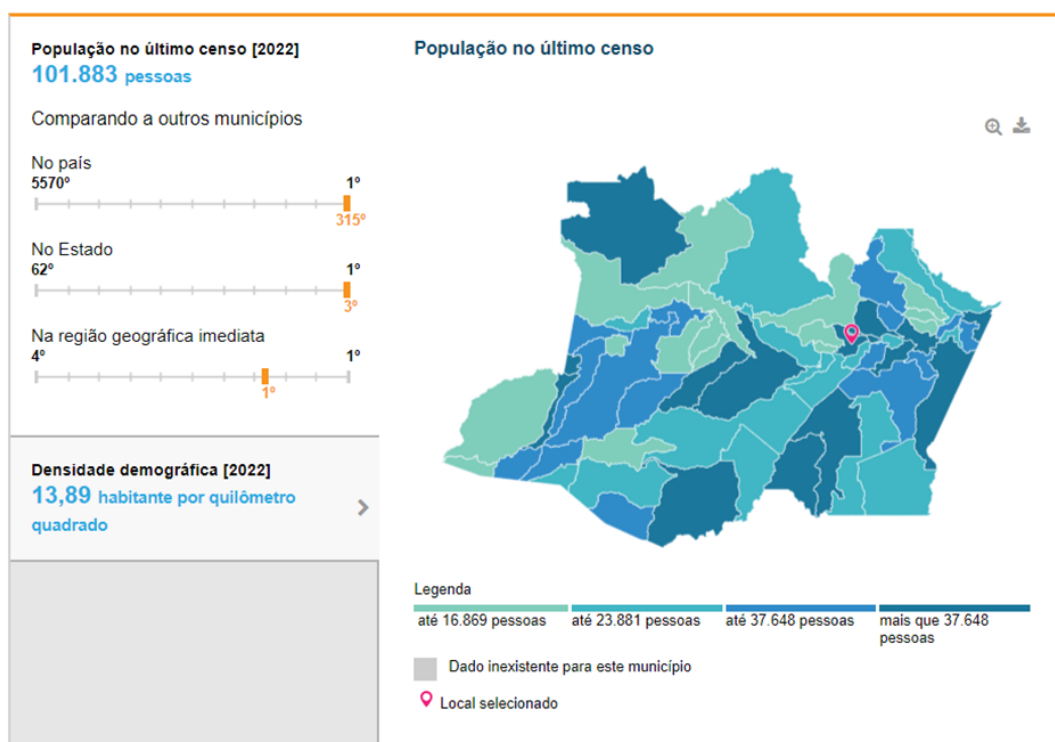 População no último censo [2022]
101.883 pessoas
Comparando a outros municípios
No país
5570º 1º
315º
No Estado
62º 1º
3º
Na região geográfica imediata
4º 1º
1º
Densidade demográfica [2022]
13,89 habitante por quilômetro
quadrado
População no último censo
Legenda
até 16.869 pessoas
até 23.881 pessoas
até 37.648 pessoas
mais que 37.648
pessoas
Dado inexistente para este município
Local selecionado